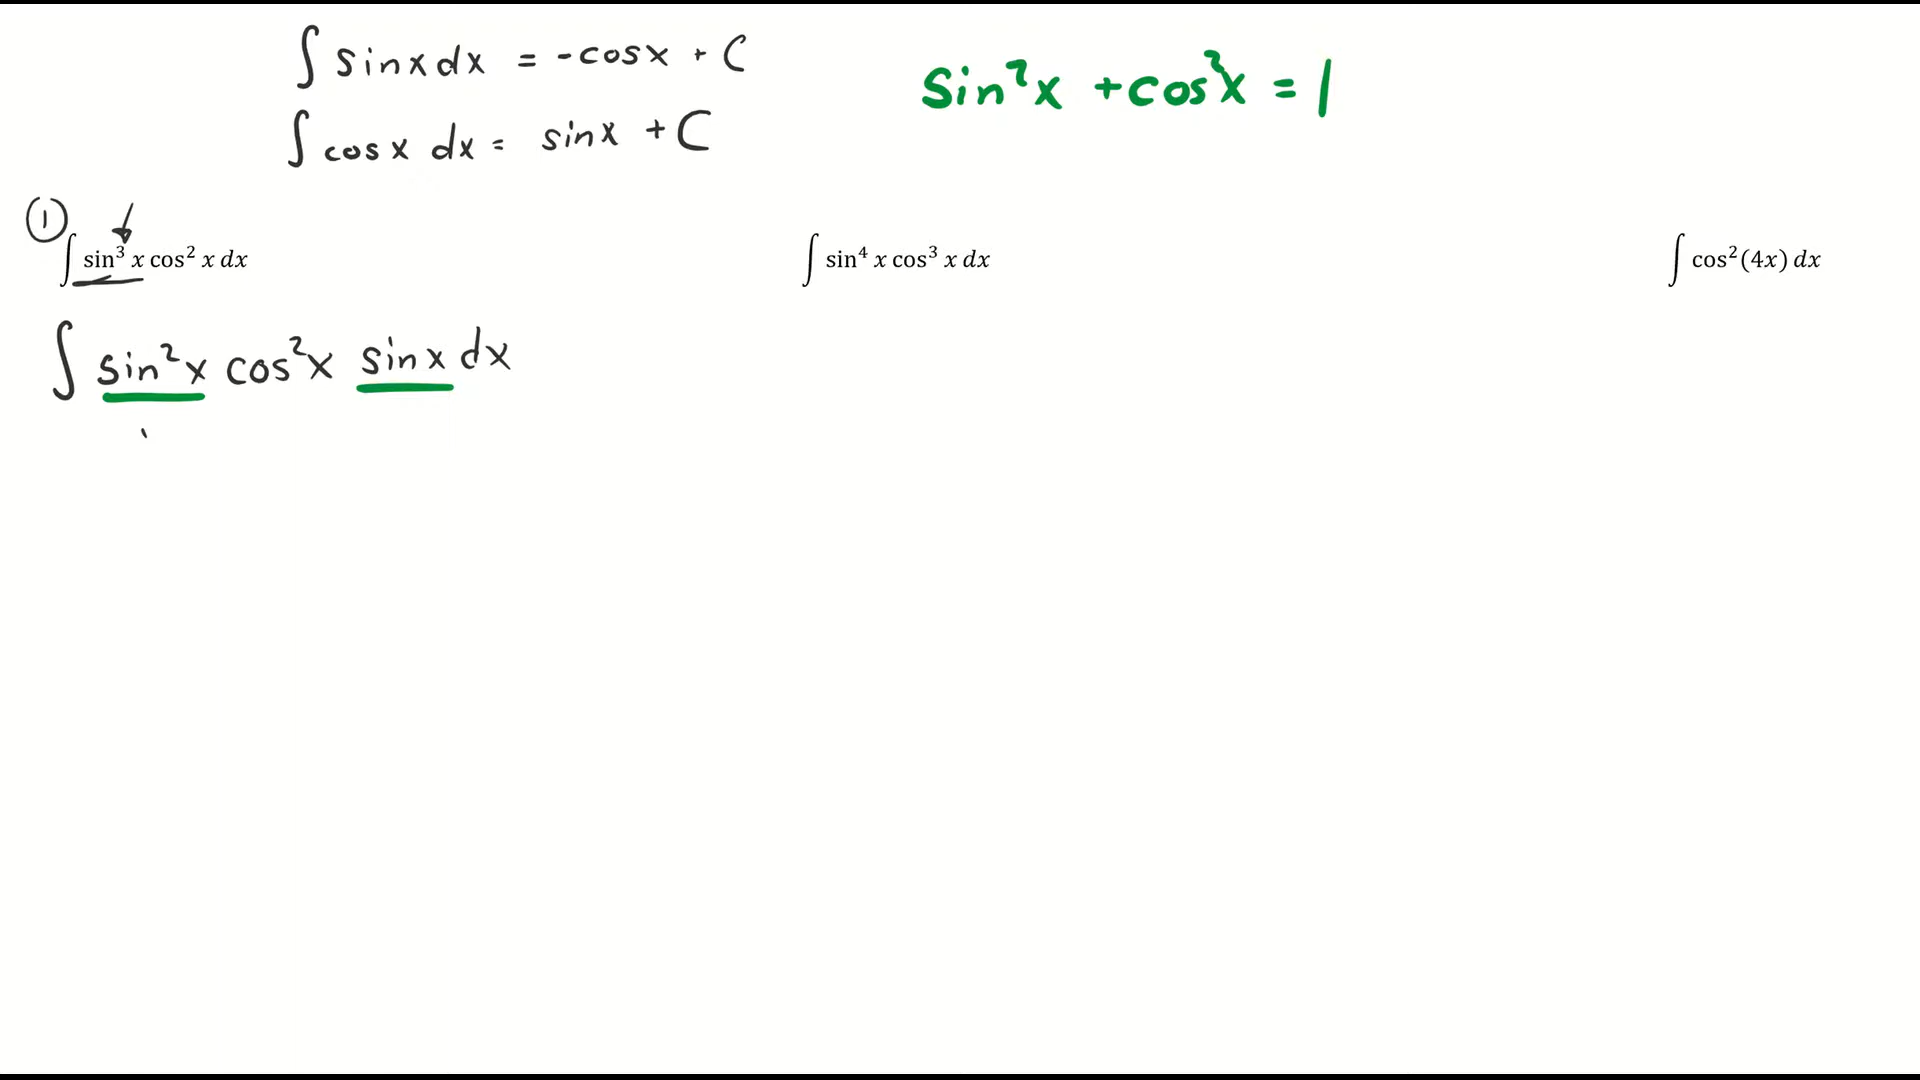 ∫ sinx dx = -cosx + C
sin²x + cos²x = 1
∫ cosx dx = sinx + C
①
∫ sin³ x cos² x dx
∫ sin⁴ x cos³ x dx
∫ cos²(4x) dx
∫ sin²x cos²x sinx dx